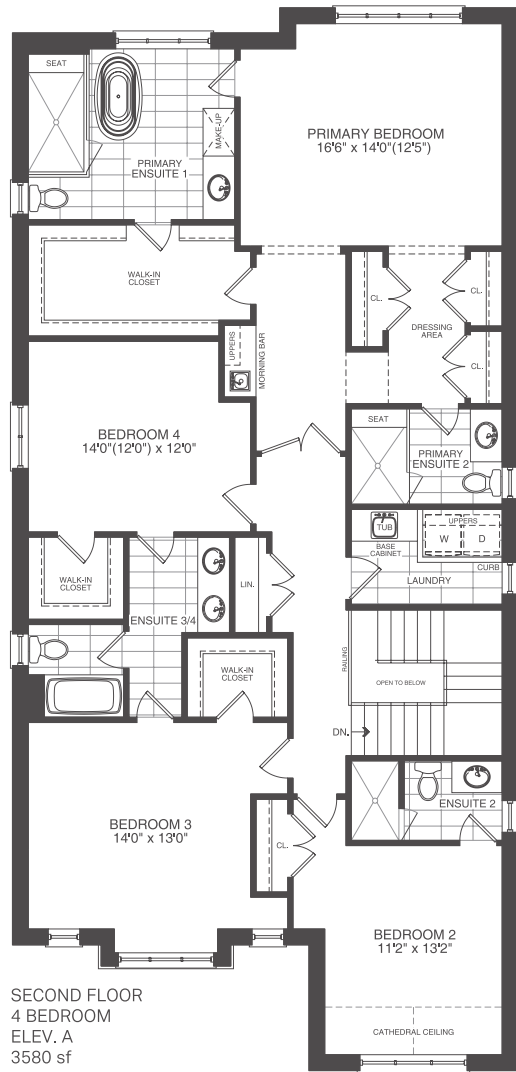 SEAT
MAKE-UP
PRIMARY
ENSUITE 1
PRIMARY BEDROOM
16'6" x 14'0"(12'5")
WALK-IN
CLOSET
CL.
CL.
DRESSING
AREA
CL.
UPPERS
MORNING BAR
BEDROOM 4
14'0"(12'0") x 12'0"
SEAT
PRIMARY
ENSUITE 2
TUB
BASE
CABINET
UPPERS
W
D
CURB
LAUNDRY
WALK-IN
CLOSET
LIN.
ENSUITE 3/4
WALK-IN
CLOSET
RAILING
OPEN TO BELOW
DN.
ENSUITE 2
BEDROOM 3
14'0" x 13'0"
CL.
BEDROOM 2
11'2" x 13'2"
CATHEDRAL CEILING
SECOND FLOOR
4 BEDROOM
ELEV. A
3580 sf